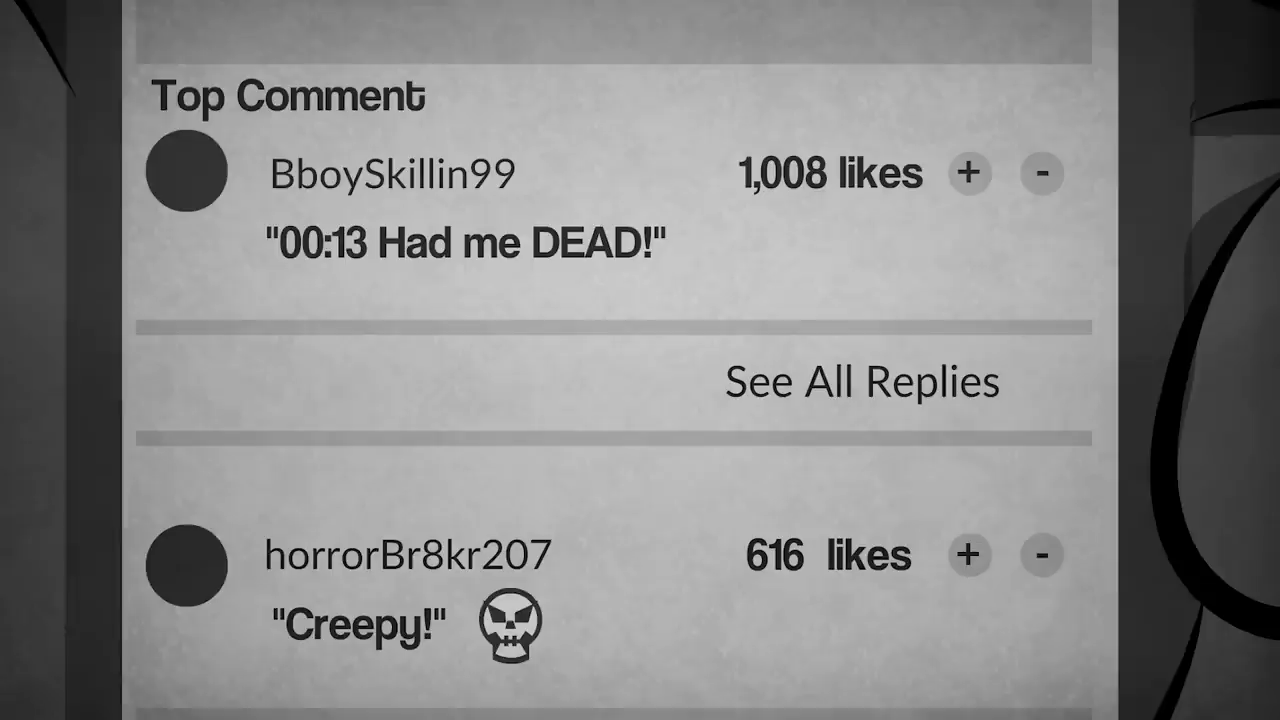 Top Comment
BboySkillin99 1,008 likes + -
"00:13 Had me DEAD!"
See All Replies
horrorBr8kr207 616 likes + -
"Creepy!"